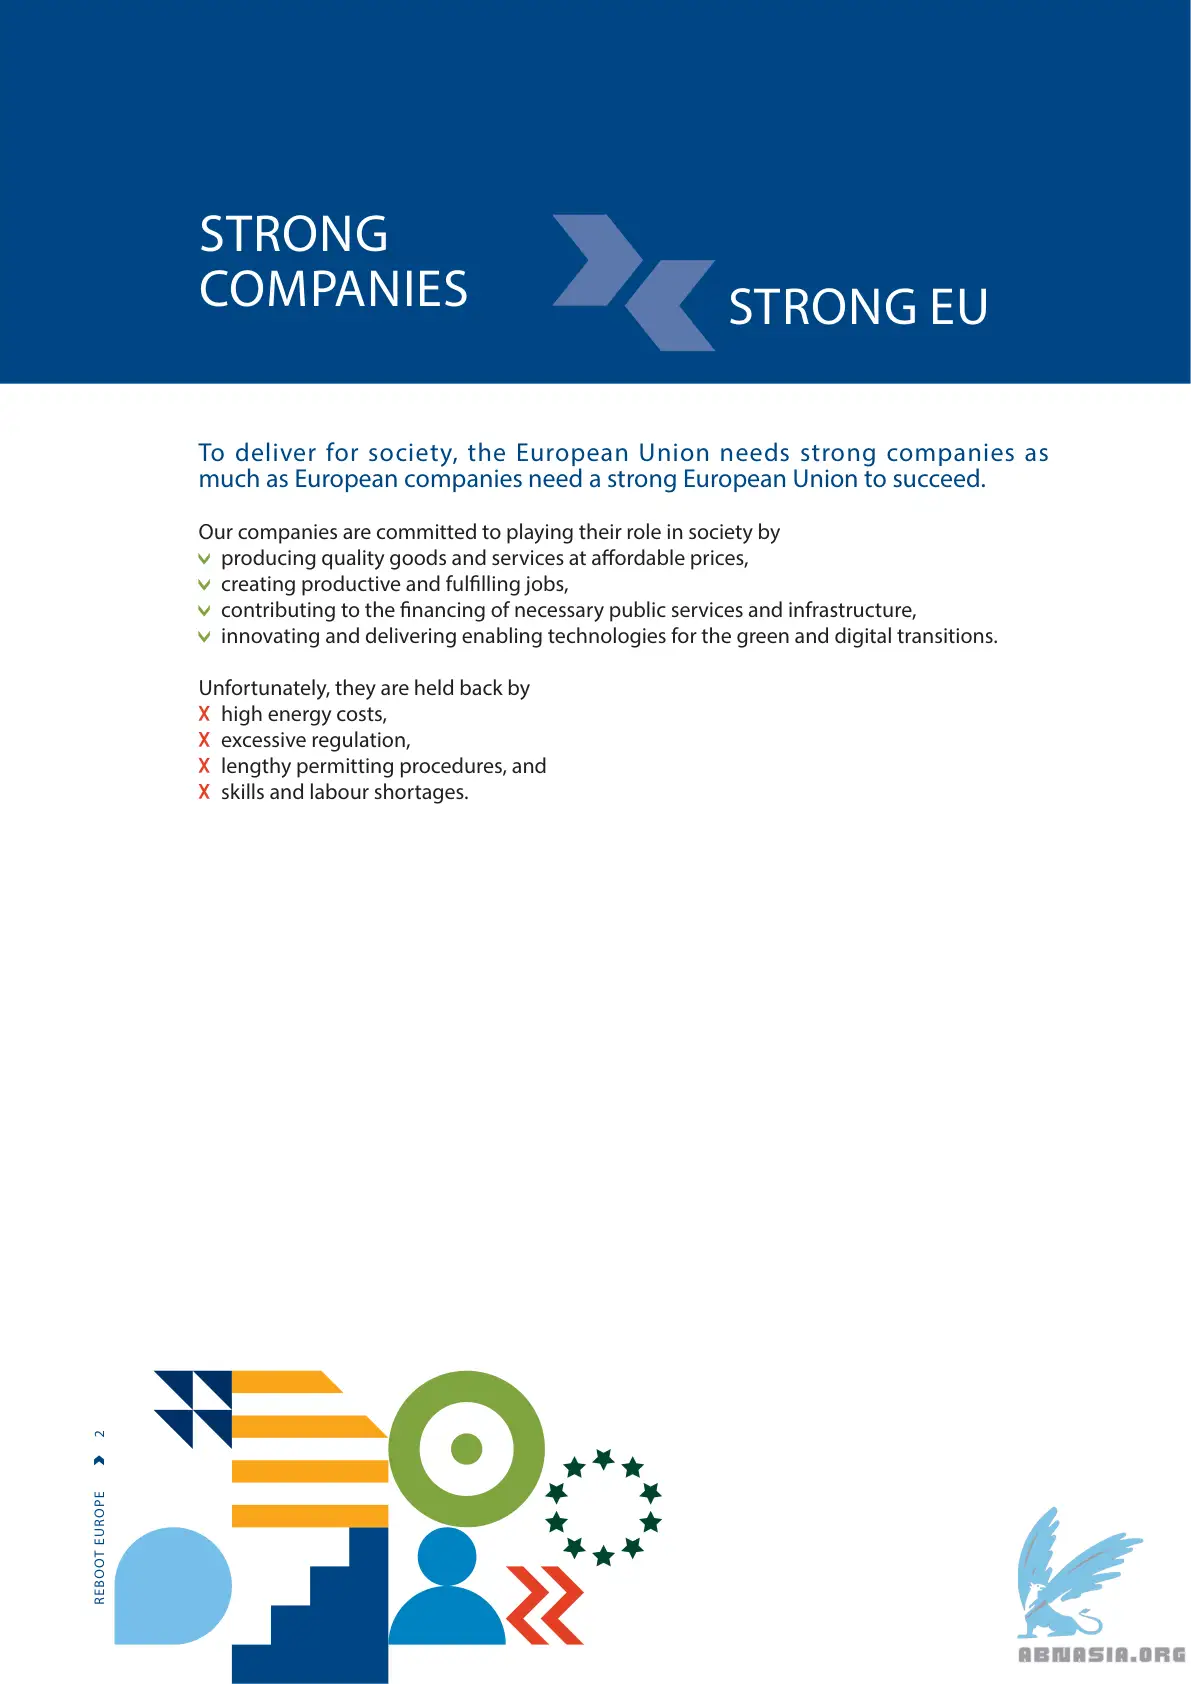 STRONG
COMPANIES
STRONG EU
To deliver for society, the European Union needs strong companies as
much as European companies need a strong European Union to succeed.
Our companies are committed to playing their role in society by
producing quality goods and services at affordable prices,
creating productive and fulfilling jobs,
contributing to the financing of necessary public services and infrastructure,
innovating and delivering enabling technologies for the green and digital transitions.
Unfortunately, they are held back by
X high energy costs,
X excessive regulation,
X lengthy permitting procedures, and
X skills and labour shortages.
REBOOT EUROPE 2
ABNASIA.ORG